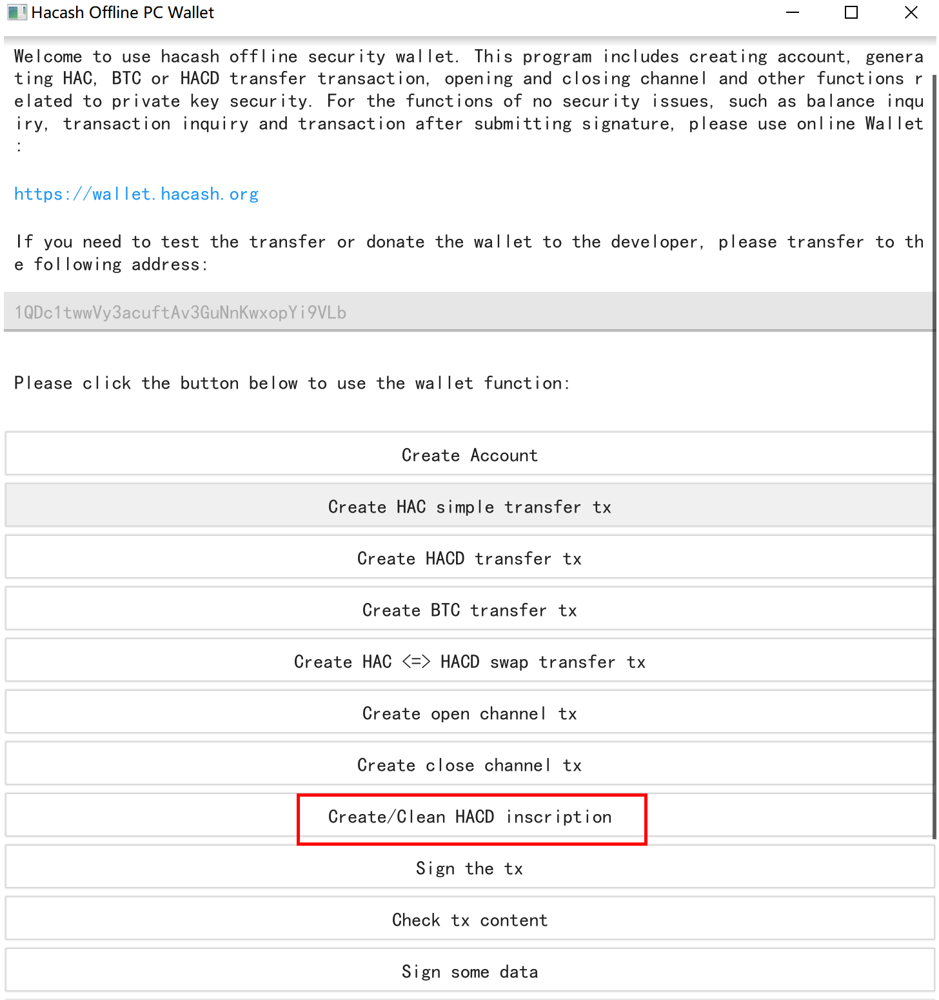 Hacash Offline PC Wallet
Welcome to use hacash offline security wallet. This program includes creating account, genera
ting HAC, BTC or HACD transfer transaction, opening and closing channel and other functions r
elated to private key security. For the functions of no security issues, such as balance inqu
iry, transaction inquiry and transaction after submitting signature, please use online Wallet
:
https://wallet.hacash.org
If you need to test the transfer or donate the wallet to the developer, please transfer to th
e following address:
1QDc1twwVy3acuftAv3GuNnKwxopYi9VLb
Please click the button below to use the wallet function:
Create Account
Create HAC simple transfer tx
Create HACD transfer tx
Create BTC transfer tx
Create HAC <=> HACD swap transfer tx
Create open channel tx
Create close channel tx
Create/Clean HACD inscription
Sign the tx
Check tx content
Sign some data